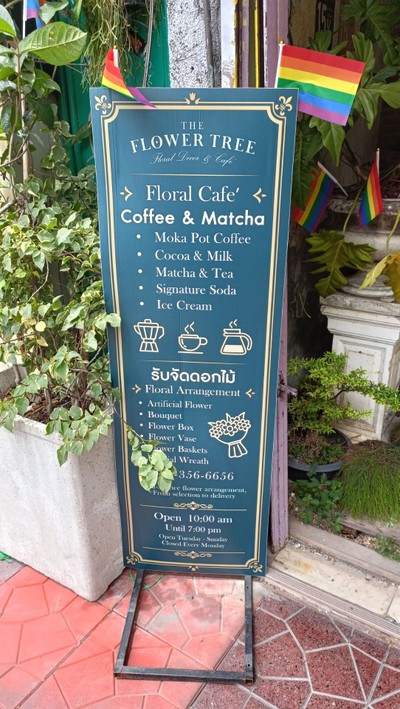 THE
FLOWER TREE
Floral Decor & Cafe'
Floral Cafe'
Coffee & Matcha
• Moka Pot Coffee
• Cocoa & Milk
• Matcha & Tea
• Signature Soda
• Ice Cream
รับจัดดอกไม้
Floral Arrangement
• Artificial Flower
• Bouquet
• Flower Box
• Flower Vase
Flower Baskets
Wreath
356-6656
flower arrangement,
From selection to delivery
Open 10:00 am
Until 7:00 pm
Open Tuesday - Sunday
Closed Every Monday